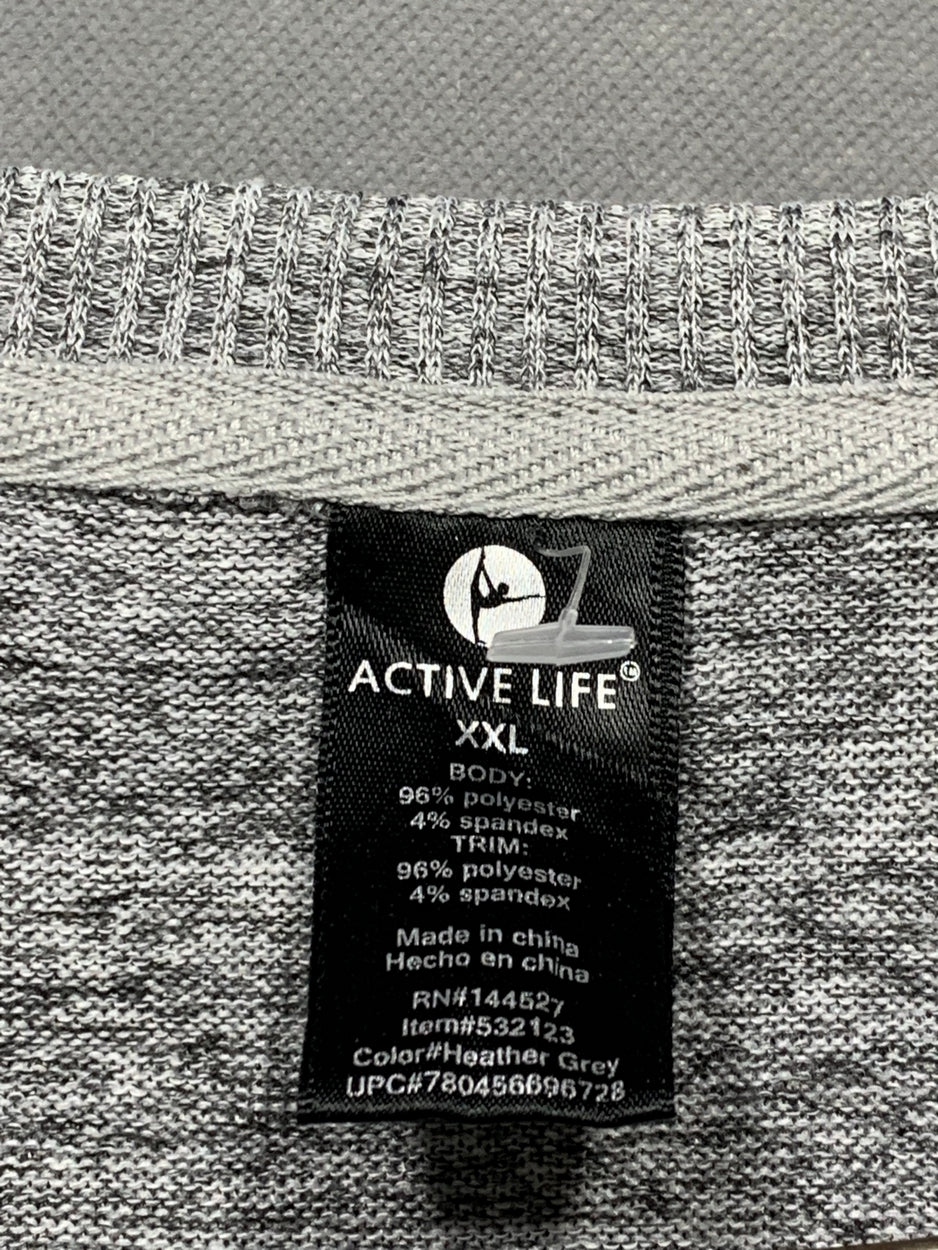 ACTIVE LIFE
XXL
BODY:
96% polyester
4% spandex
TRIM:
96% polyester
4% spandex
Made in china
Hecho en china
RN#144527
Item#532123
Color#Heather Grey
UPC#780456696728